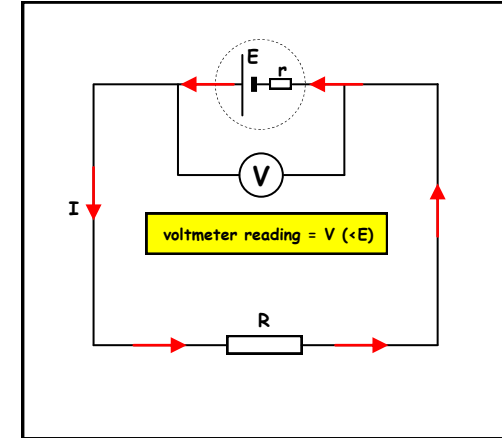 E
r
V
I
voltmeter reading = V (<E)
R